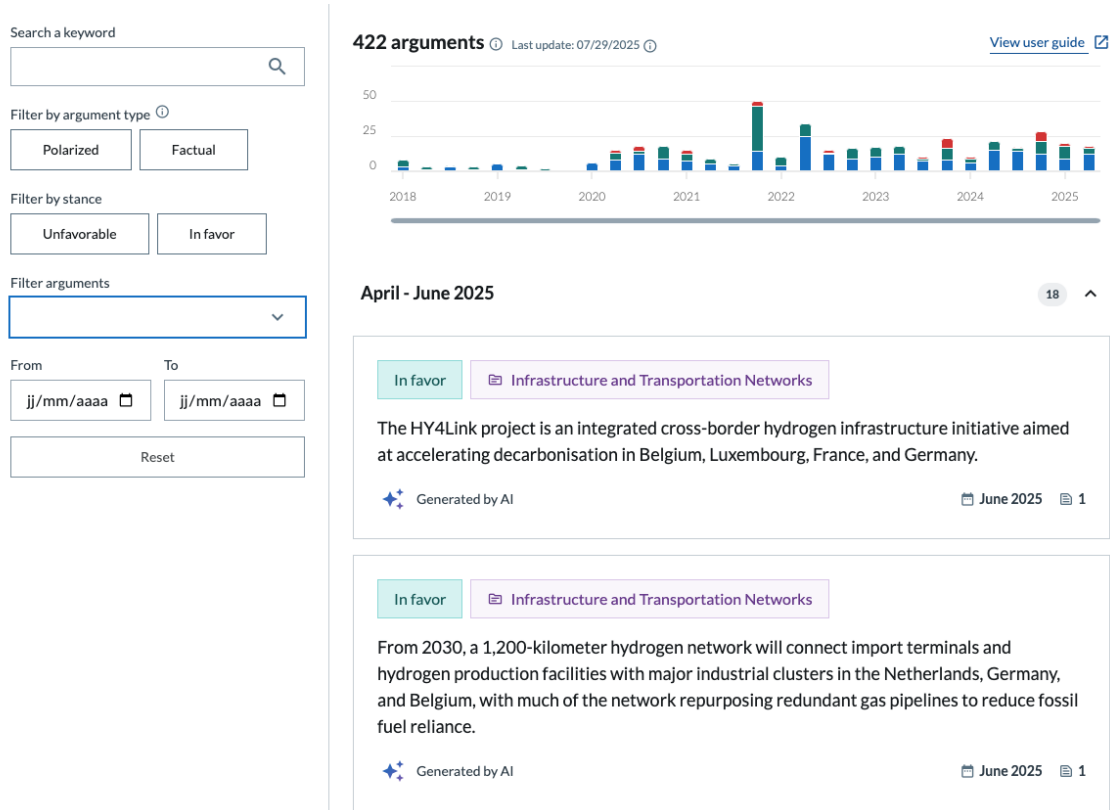 Search a keyword
Filter by argument type
Polarized
Factual
Filter by stance
Unfavorable
In favor
Filter arguments
From
To
jj/mm/aaaa
jj/mm/aaaa
Reset
422 arguments
Last update: 07/29/2025
View user guide
50
25
0
2018
2019
2020
2021
2022
2023
2024
2025
April - June 2025
18
In favor
Infrastructure and Transportation Networks
The HY4Link project is an integrated cross-border hydrogen infrastructure initiative aimed
at accelerating decarbonisation in Belgium, Luxembourg, France, and Germany.
Generated by AI
June 2025
1
In favor
Infrastructure and Transportation Networks
From 2030, a 1,200-kilometer hydrogen network will connect import terminals and
hydrogen production facilities with major industrial clusters in the Netherlands, Germany,
and Belgium, with much of the network repurposing redundant gas pipelines to reduce fossil
fuel reliance.
Generated by AI
June 2025
1